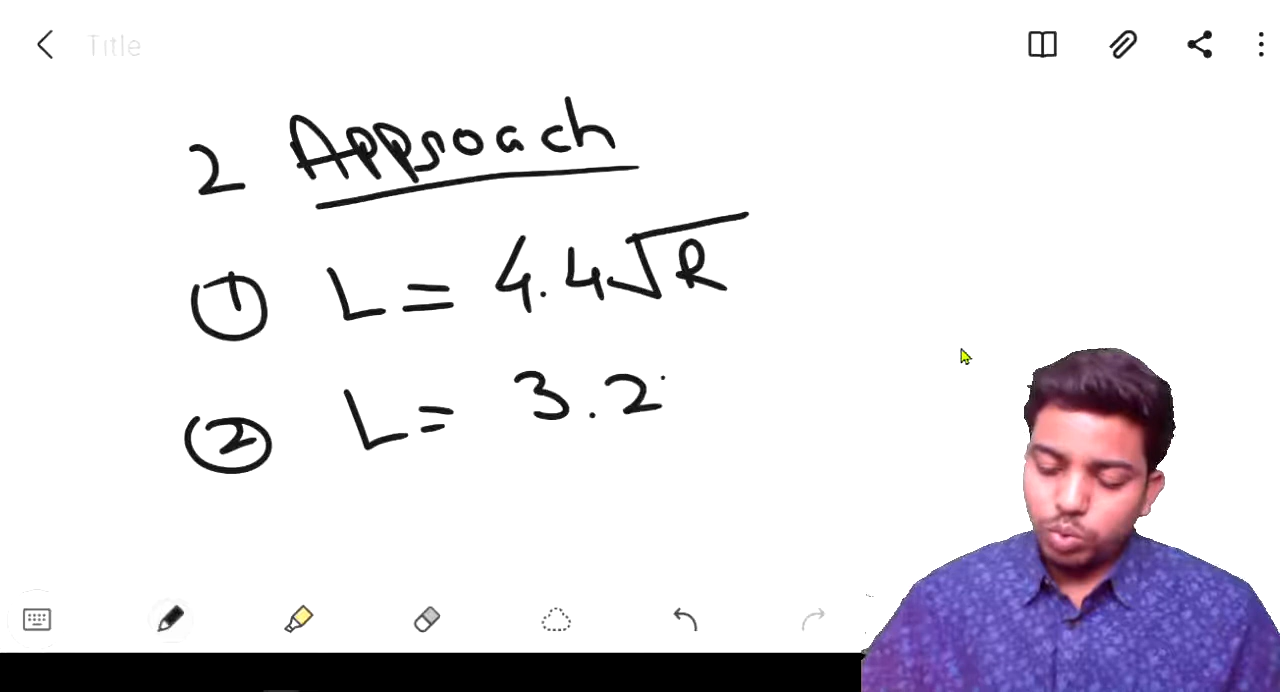 Title
2 Approach
① L = 4.4√R
② L = 3.2